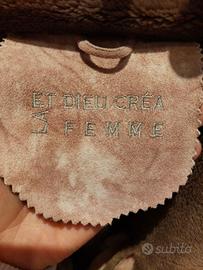 ET DIEU CRÉA
LA FEMME
subito